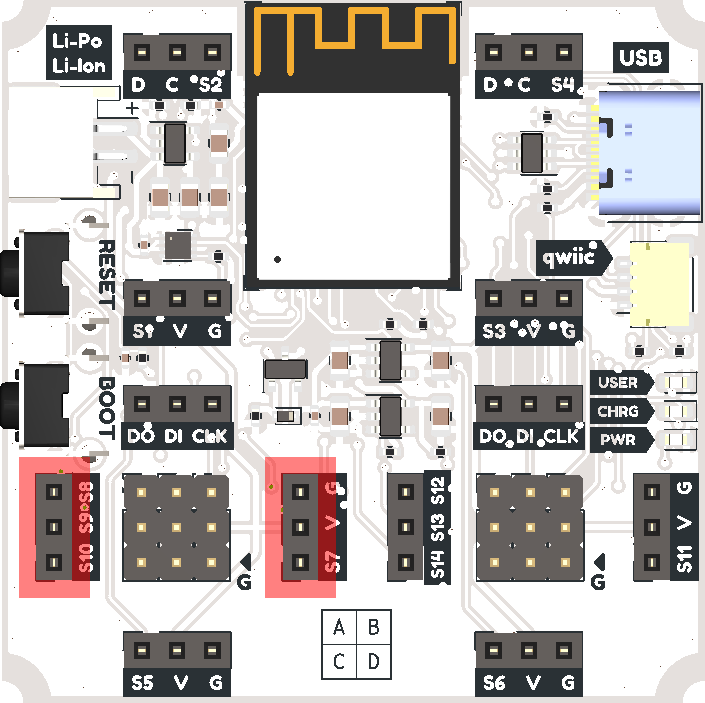 Li-Po
Li-Ion
D C S2
D C S4
USB
+
RESET
qwiic
S1 V G
S3 V G
BOOT
USER
CHRG
PWR
DO DI CLK
DO DI CLK
S10 S9 S8
S7 V G
S14 S13 S12
S11 V G
G
G
A B
C D
S5 V G
S6 V G